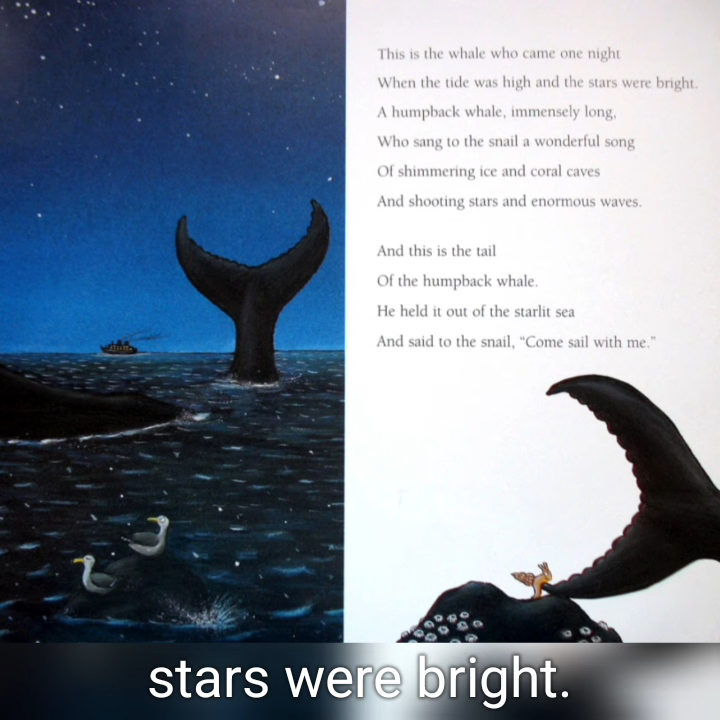 This is the whale who came one night
When the tide was high and the stars were bright.
A humpback whale, immensely long,
Who sang to the snail a wonderful song
Of shimmering ice and coral caves
And shooting stars and enormous waves.
And this is the tail
Of the humpback whale.
He held it out of the starlit sea
And said to the snail, “Come sail with me.”
stars were bright.